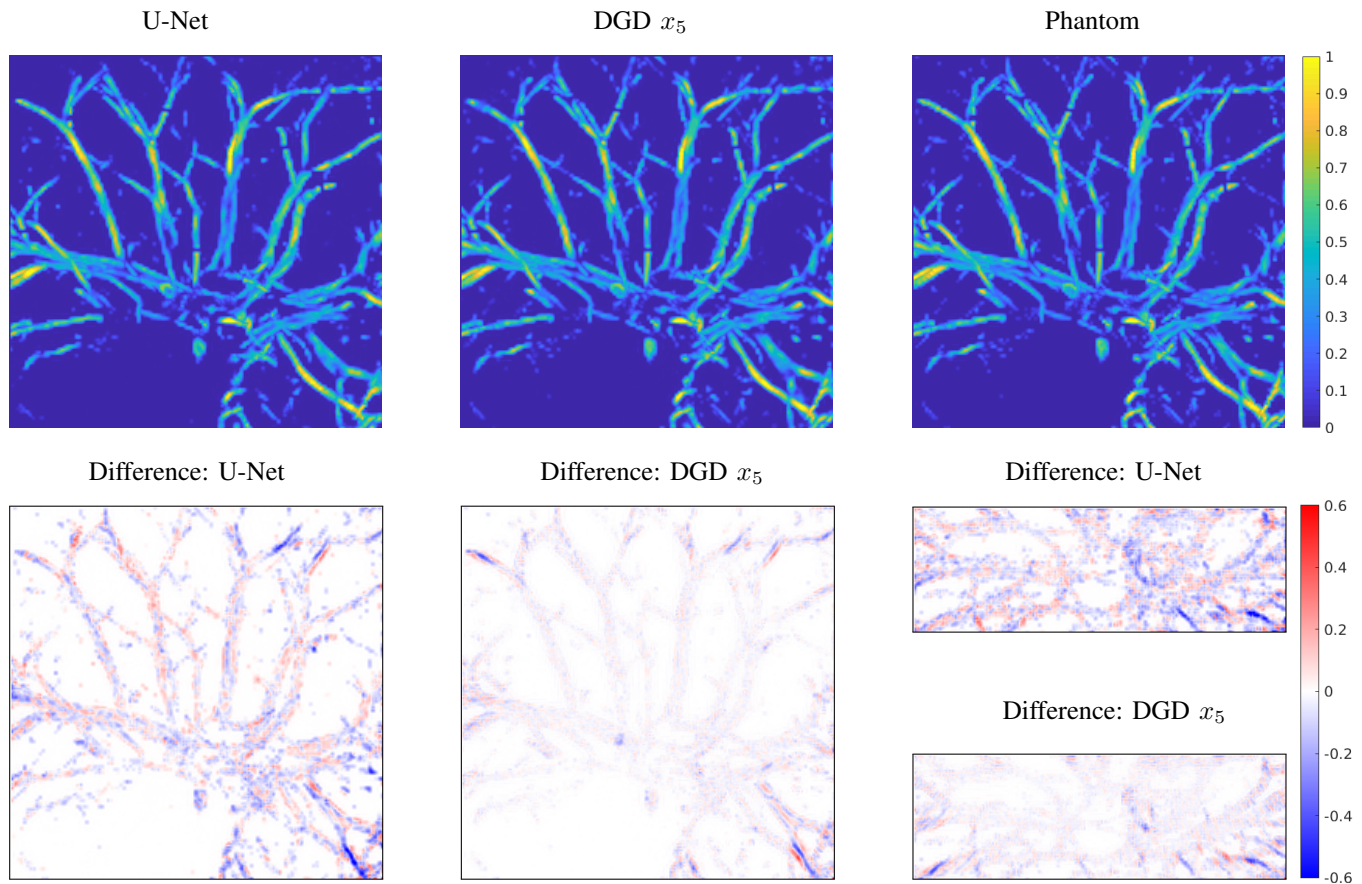 U-Net
DGD x₅
Phantom
1
0.9
0.8
0.7
0.6
0.5
0.4
0.3
0.2
0.1
0
Difference: U-Net
Difference: DGD x₅
Difference: U-Net
0.6
0.4
0.2
0
-0.2
-0.4
-0.6
Difference: DGD x₅